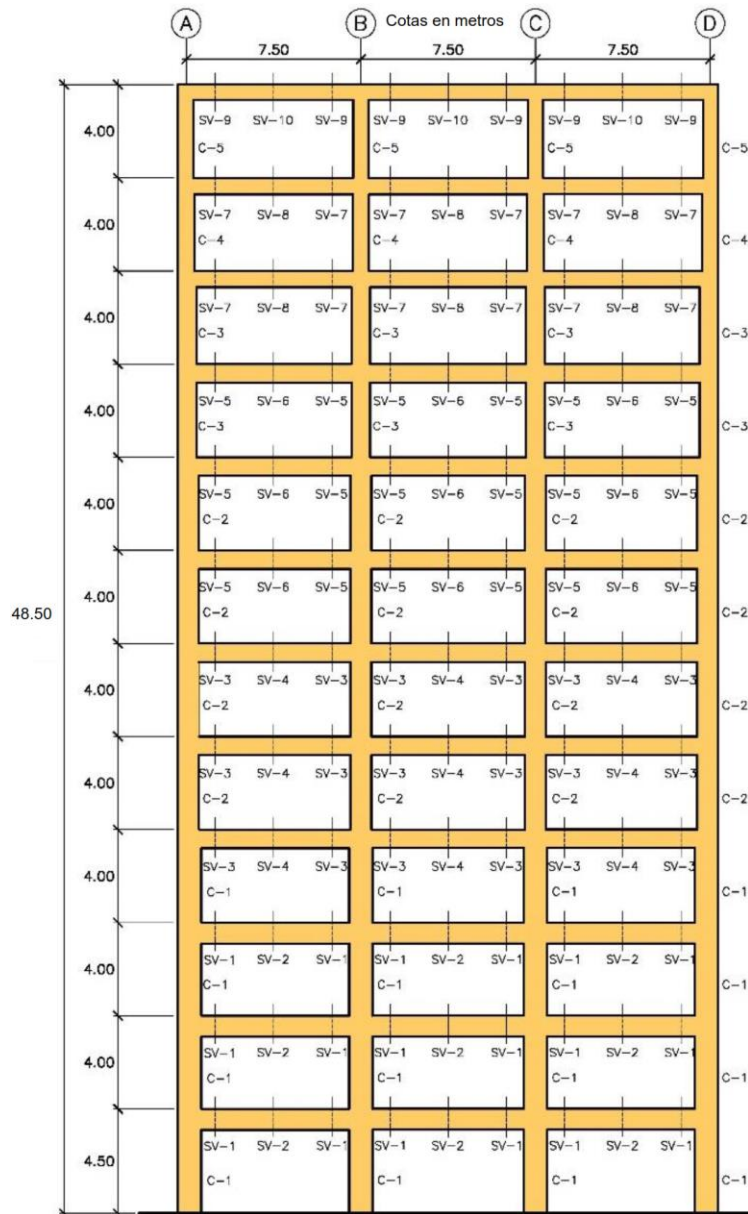 A B Cotas en metros C D
7.50 7.50 7.50
4.00 SV-9 SV-10 SV-9 SV-9 SV-10 SV-9 SV-9 SV-10 SV-9
C-5 C-5 C-5 C-5
4.00 SV-7 SV-8 SV-7 SV-7 SV-8 SV-7 SV-7 SV-8 SV-7
C-4 C-4 C-4 C-4
4.00 SV-7 SV-8 SV-7 SV-7 SV-8 SV-7 SV-7 SV-8 SV-7
C-3 C-3 C-3 C-3
4.00 SV-5 SV-6 SV-5 SV-5 SV-6 SV-5 SV-5 SV-6 SV-5
C-3 C-3 C-3 C-3
4.00 SV-5 SV-6 SV-5 SV-5 SV-6 SV-5 SV-5 SV-6 SV-5
C-2 C-2 C-2 C-2
4.00 SV-5 SV-6 SV-5 SV-5 SV-6 SV-5 SV-5 SV-6 SV-5
48.50 C-2 C-2 C-2 C-2
4.00 SV-3 SV-4 SV-3 SV-3 SV-4 SV-3 SV-3 SV-4 SV-3
C-2 C-2 C-2 C-2
4.00 SV-3 SV-4 SV-3 SV-3 SV-4 SV-3 SV-3 SV-4 SV-3
C-2 C-2 C-2 C-2
4.00 SV-3 SV-4 SV-3 SV-3 SV-4 SV-3 SV-3 SV-4 SV-3
C-1 C-1 C-1 C-1
4.00 SV-1 SV-2 SV-1 SV-1 SV-2 SV-1 SV-1 SV-2 SV-1
C-1 C-1 C-1 C-1
4.00 SV-1 SV-2 SV-1 SV-1 SV-2 SV-1 SV-1 SV-2 SV-1
C-1 C-1 C-1 C-1
4.50 SV-1 SV-2 SV-1 SV-1 SV-2 SV-1 SV-1 SV-2 SV-1
C-1 C-1 C-1 C-1